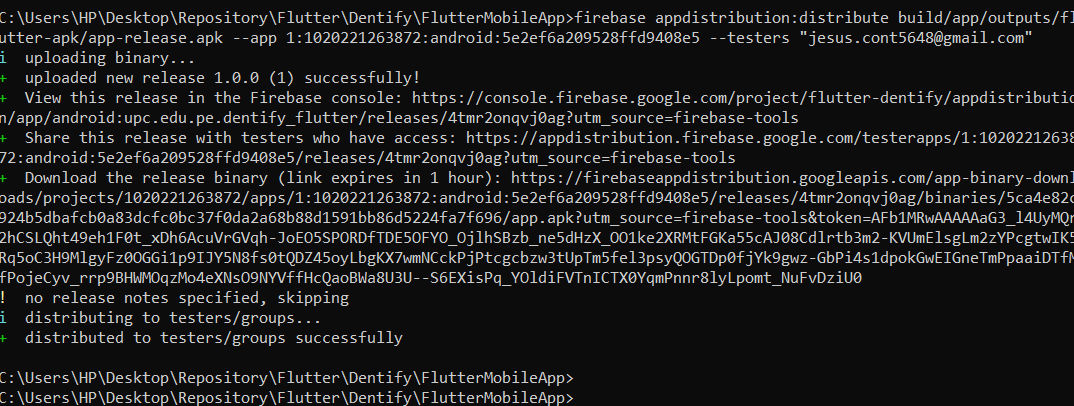 C:\Users\HP\Desktop\Repository\Flutter\Dentify\FlutterMobileApp>firebase appdistribution:distribute build/app/outputs/fl
utter-apk/app-release.apk --app 1:1020221263872:android:5e2ef6a209528ffd9408e5 --testers "jesus.cont5648@gmail.com"
i  uploading binary...
+  uploaded new release 1.0.0 (1) successfully!
+  View this release in the Firebase console: https://console.firebase.google.com/project/flutter-dentify/appdistributio
n/app/android:upc.edu.pe.dentify_flutter/releases/4tmr2onqvj0ag?utm_source=firebase-tools
+  Share this release with testers who have access: https://appdistribution.firebase.google.com/testerapps/1:10202212638
72:android:5e2ef6a209528ffd9408e5/releases/4tmr2onqvj0ag?utm_source=firebase-tools
+  Download the release binary (link expires in 1 hour): https://firebaseappdistribution.googleapis.com/app-binary-downl
oads/projects/1020221263872/apps/1:1020221263872:android:5e2ef6a209528ffd9408e5/releases/4tmr2onqvj0ag/binaries/5ca4e82c
924b5dbafcb0a83dcfc0bc37f0da2a68b88d1591bb86d5224fa7f696/app.apk?utm_source=firebase-tools&token=AFb1MRwAAAAAaG3_l4UyMQr
2hCSLQht49eh1F0t_xDh6AcuVrGVqh-JoEO5SPORDfTDE5OFYO_OjlhSBzb_ne5dHzX_OO1ke2XRMtFGKa55cAJ08Cdlrtb3m2-KVUmElsgLm2zYPcgtwIK5
Rq5oC3H9MlgyFz0OGGi1p9IJY5N8fs0tQDZ45oyLbgKX7wmNCckPjPtcgcbzw3tUpTm5fel3psyQOGTDp0fjYk9gwz-GbPi4s1dpokGwEIGneTmPpaaiDTfM
fPojeCyv_rrp9BHWMOqzMo4eXNsO9NYVffHcQaoBWa8U3U--S6EXisPq_YOldiFVTnICTX0YqmPnnr8lyLpomt_NuFvDziU0
!  no release notes specified, skipping
i  distributing to testers/groups...
+  distributed to testers/groups successfully
C:\Users\HP\Desktop\Repository\Flutter\Dentify\FlutterMobileApp>
C:\Users\HP\Desktop\Repository\Flutter\Dentify\FlutterMobileApp>